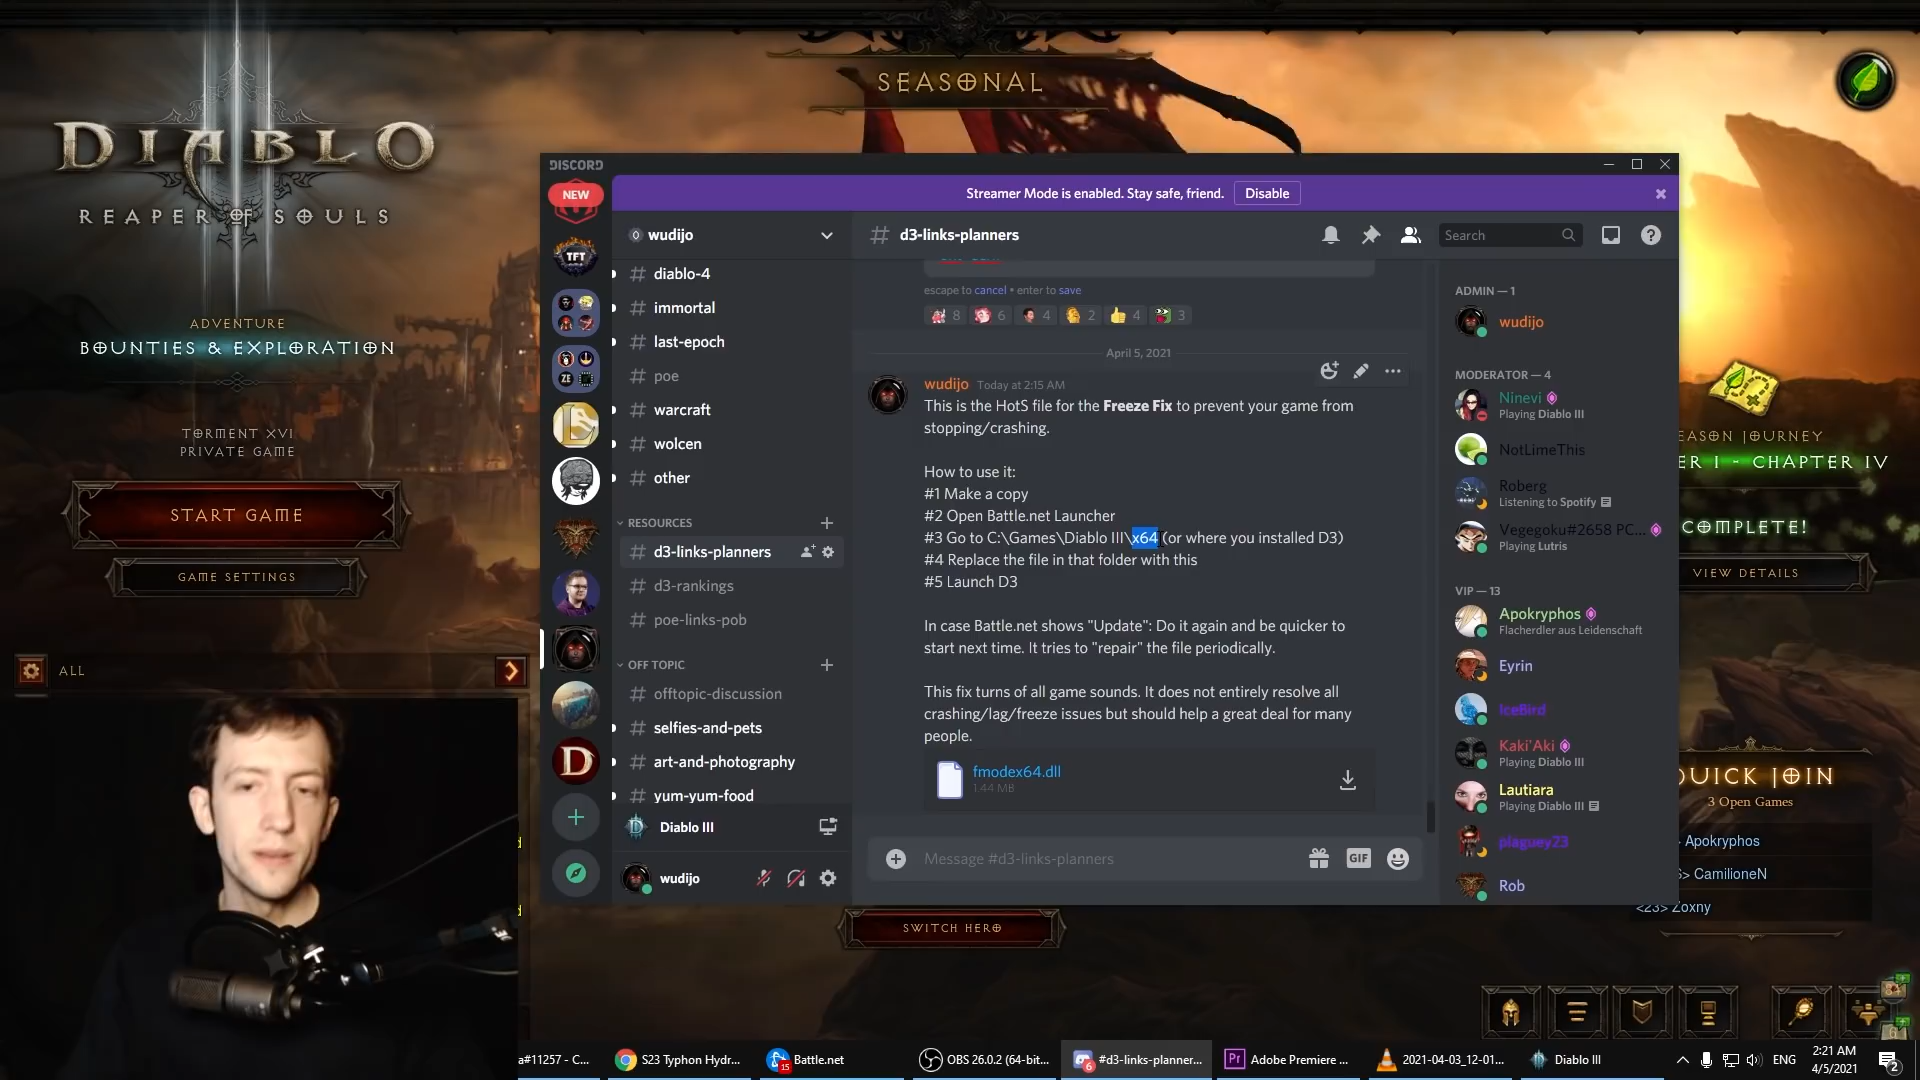 DIABLO
REAPER OF SOULS
SEASONAL
ADVENTURE
BOUNTIES & EXPLORATION
TORMENT XVI
PRIVATE GAME
START GAME
GAME SETTINGS
ALL
DISCORD
NEW
TFT
ZE
Streamer Mode is enabled. Stay safe, friend.
Disable
wudijo
# diablo-4
# immortal
# last-epoch
# poe
# warcraft
# wolcen
# other
RESOURCES
# d3-links-planners
# d3-rankings
# poe-links-pob
OFF TOPIC
# offtopic-discussion
# selfies-and-pets
# art-and-photography
# yum-yum-food
Diablo III
wudijo
# d3-links-planners
Search
escape to cancel • enter to save
8 6 4 2 4 3
April 5, 2021
wudijo Today at 2:15 AM
This is the HotS file for the Freeze Fix to prevent your game from
stopping/crashing.
How to use it:
#1 Make a copy
#2 Open Battle.net Launcher
#3 Go to C:\Games\Diablo III\x64 (or where you installed D3)
#4 Replace the file in that folder with this
#5 Launch D3
In case Battle.net shows "Update": Do it again and be quicker to
start next time. It tries to "repair" the file periodically.
This fix turns of all game sounds. It does not entirely resolve all
crashing/lag/freeze issues but should help a great deal for many
people.
fmodex64.dll
1.44 MB
Message #d3-links-planners
GIF
ADMIN — 1
wudijo
MODERATOR — 4
Ninevi
Playing Diablo III
NotLimeThis
Roberg
Listening to Spotify
Vegegoku#2658 PC...
Playing Lutris
VIP — 13
Apokryphos
Flacherdler aus Leidenschaft
Eyrin
IceBird
Kaki'Aki
Playing Diablo III
Lautiara
Playing Diablo III
plaguey23
Rob
EASON JOURNEY
ER I - CHAPTER IV
COMPLETE!
VIEW DETAILS
QUICK JOIN
3 Open Games
Apokryphos
> CamilioneN
<23> Zoxny
SWITCH HERO
a#11257 - C...
S23 Typhon Hydr...
15
Battle.net
OBS 26.0.2 (64-bit...
6
#d3-links-planner...
Pr
Adobe Premiere ...
2021-04-03_12-01...
Diablo III
ENG
2:21 AM
4/5/2021
2